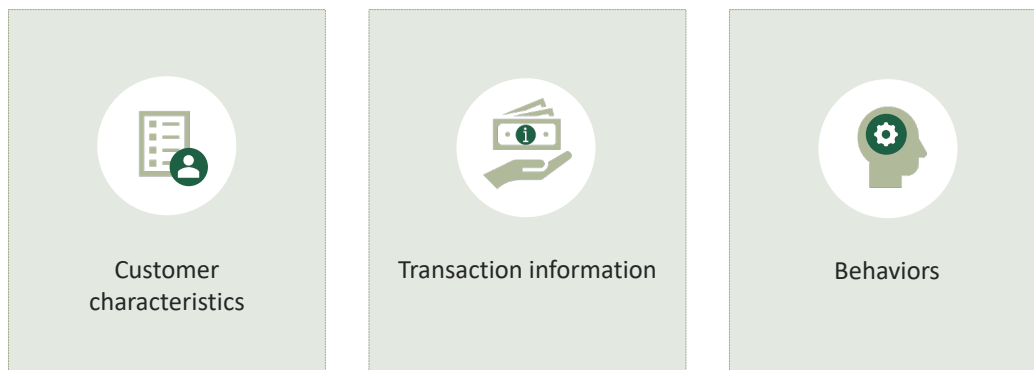 Customer
characteristics
Transaction information
Behaviors